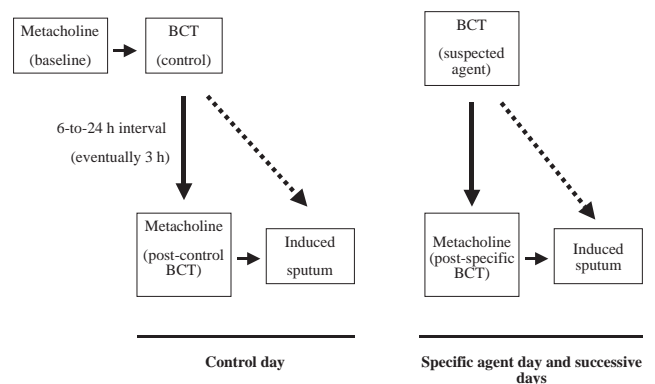 Metacholine
(baseline)
BCT
(control)
6-to-24 h interval
(eventually 3 h)
Metacholine
(post-control
BCT)
Induced
sputum
Control day
BCT
(suspected
agent)
Metacholine
(post-specific
BCT)
Induced
sputum
Specific agent day and successive
days